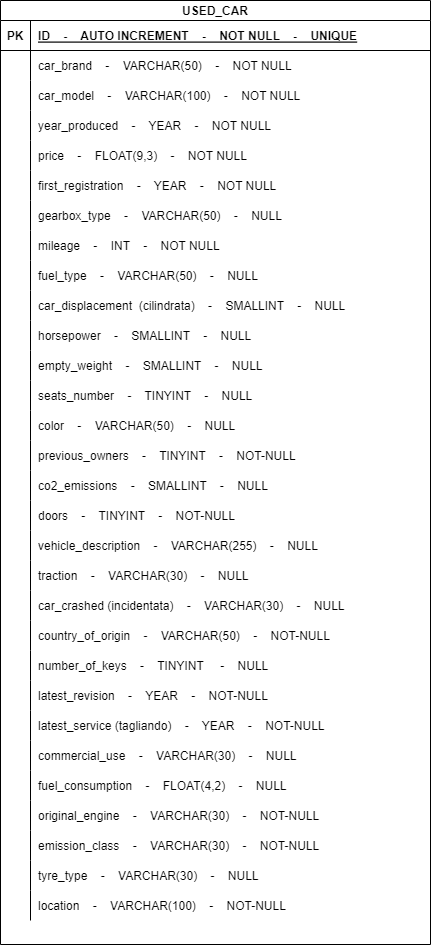 USED_CAR
PK ID - AUTO INCREMENT - NOT NULL - UNIQUE
car_brand - VARCHAR(50) - NOT NULL
car_model - VARCHAR(100) - NOT NULL
year_produced - YEAR - NOT NULL
price - FLOAT(9,3) - NOT NULL
first_registration - YEAR - NOT NULL
gearbox_type - VARCHAR(50) - NULL
mileage - INT - NOT NULL
fuel_type - VARCHAR(50) - NULL
car_displacement (cilindrata) - SMALLINT - NULL
horsepower - SMALLINT - NULL
empty_weight - SMALLINT - NULL
seats_number - TINYINT - NULL
color - VARCHAR(50) - NULL
previous_owners - TINYINT - NOT-NULL
co2_emissions - SMALLINT - NULL
doors - TINYINT - NOT-NULL
vehicle_description - VARCHAR(255) - NULL
traction - VARCHAR(30) - NULL
car_crashed (incidentata) - VARCHAR(30) - NULL
country_of_origin - VARCHAR(50) - NOT-NULL
number_of_keys - TINYINT - NULL
latest_revision - YEAR - NOT-NULL
latest_service (tagliando) - YEAR - NOT-NULL
commercial_use - VARCHAR(30) - NULL
fuel_consumption - FLOAT(4,2) - NULL
original_engine - VARCHAR(30) - NOT-NULL
emission_class - VARCHAR(30) - NOT-NULL
tyre_type - VARCHAR(30) - NULL
location - VARCHAR(100) - NOT-NULL